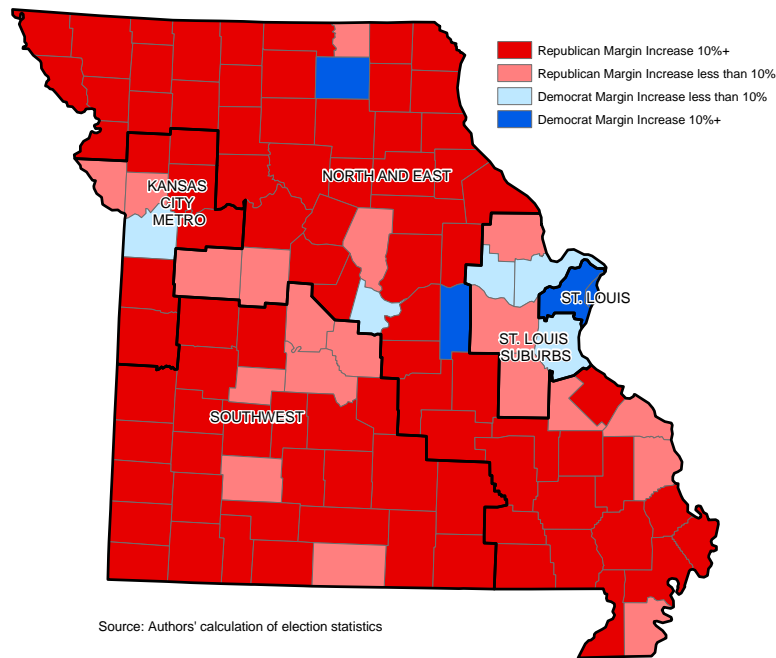 Republican Margin Increase 10%+
Republican Margin Increase less than 10%
Democrat Margin Increase less than 10%
Democrat Margin Increase 10%+
NORTH AND EAST
KANSAS
CITY
METRO
ST. LOUIS
ST. LOUIS
SUBURBS
SOUTHWEST
Source: Authors' calculation of election statistics